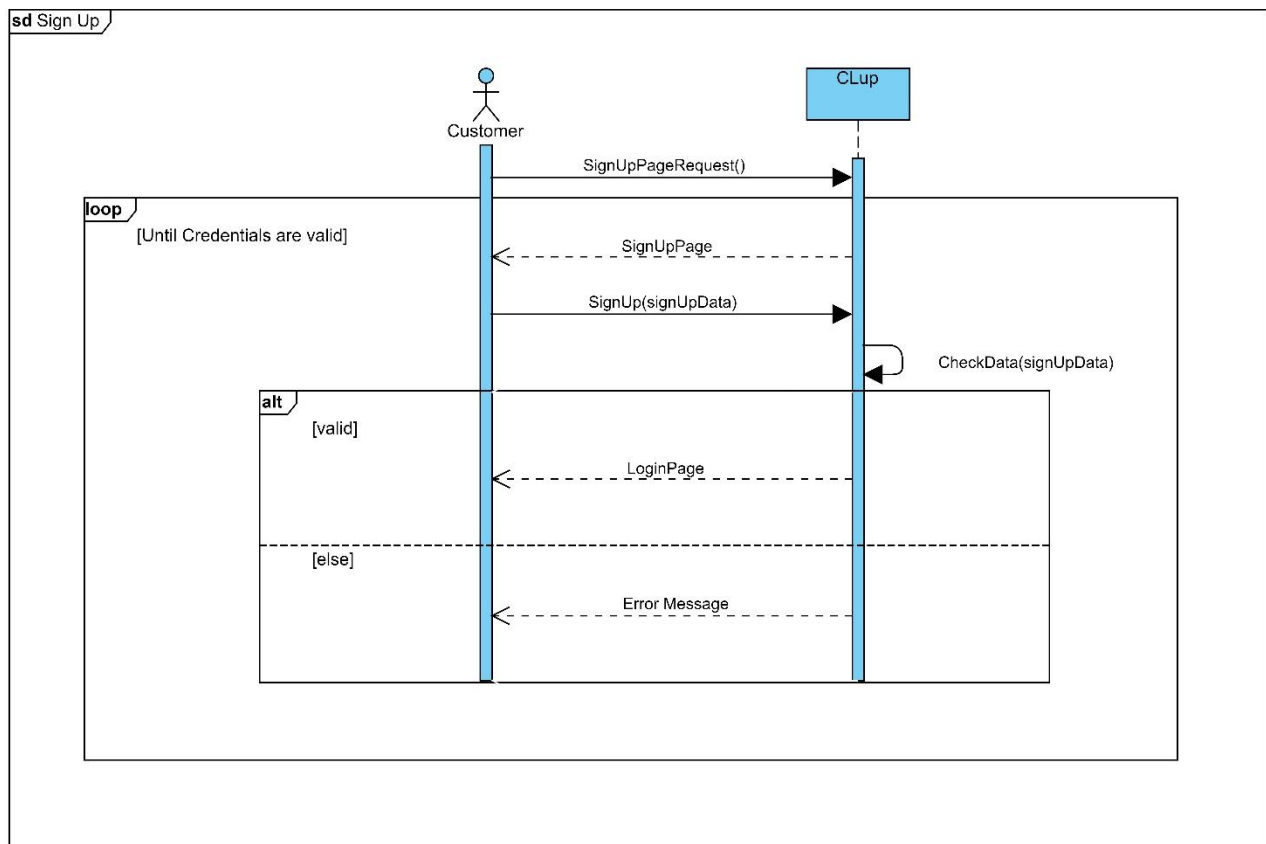 sd Sign Up
CLup
Customer
SignUpPageRequest()
loop
[Until Credentials are valid]
SignUpPage
SignUp(signUpData)
CheckData(signUpData)
alt
[valid]
LoginPage
[else]
Error Message